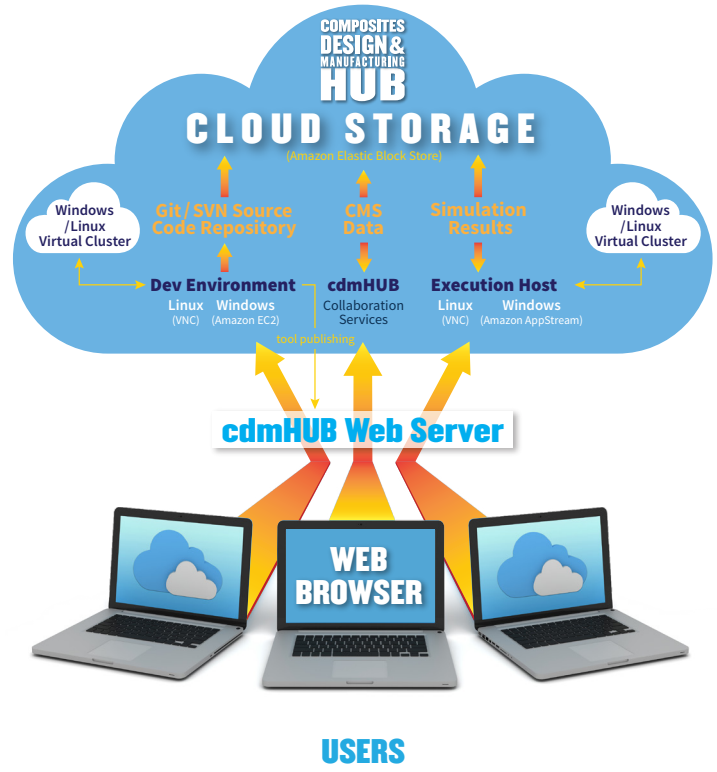 COMPOSITES
DESIGN &
MANUFACTURING
HUB
CLOUD STORAGE
(Amazon Elastic Block Store)
Windows
/Linux
Virtual Cluster
Git/SVN Source
Code Repository
CMS
Data
Simulation
Results
Windows
/Linux
Virtual Cluster
Dev Environment
Linux Windows
(VNC) (Amazon EC2)
cdmHUB
Collaboration
Services
Execution Host
Linux Windows
(VNC) (Amazon AppStream)
tool publishing
cdmHUB Web Server
WEB
BROWSER
USERS